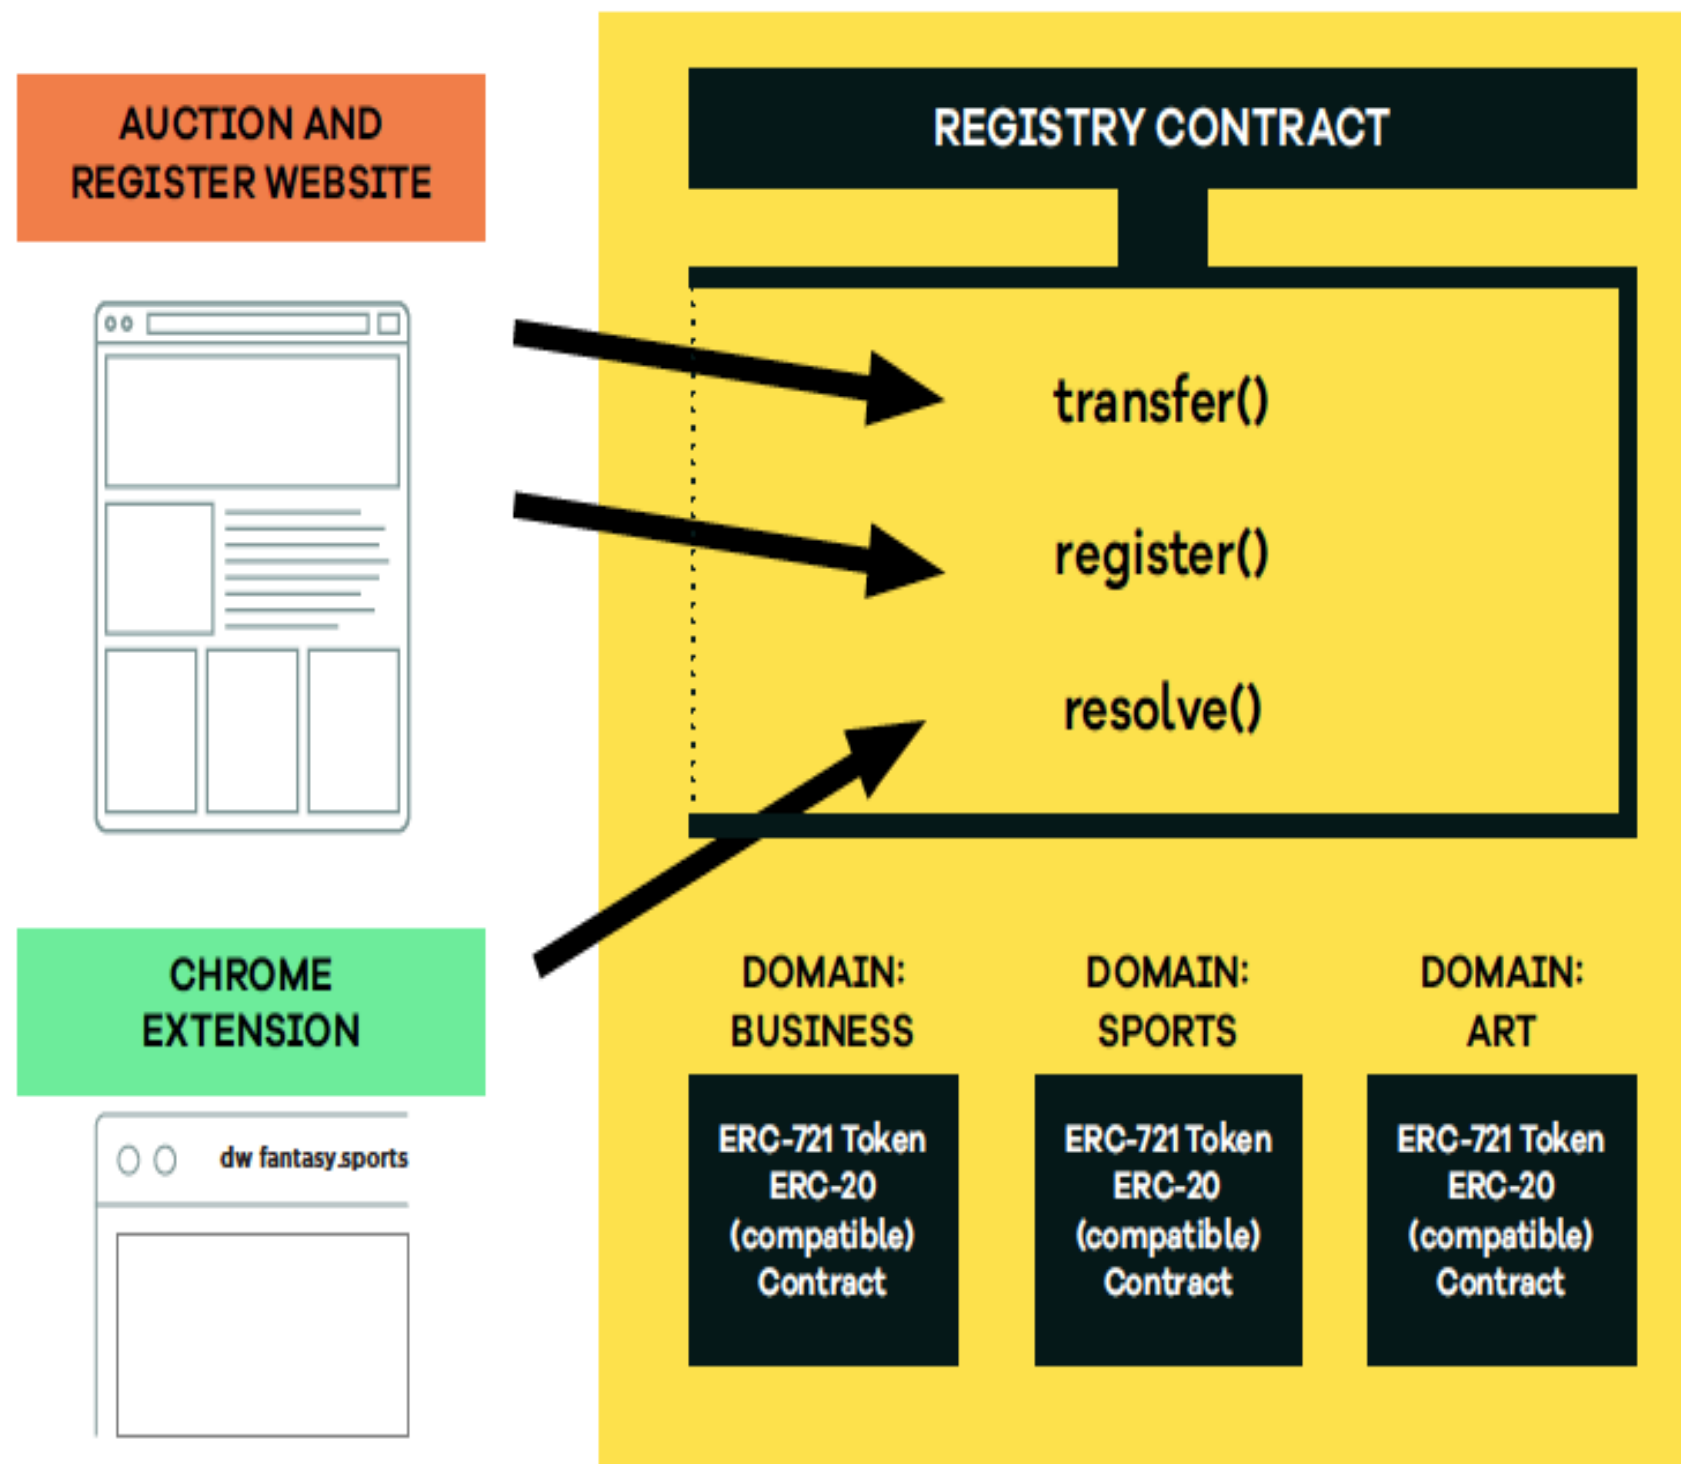 AUCTION AND
REGISTER WEBSITE
REGISTRY CONTRACT
transfer()
register()
resolve()
CHROME
EXTENSION
dw fantasy.sports
DOMAIN:
BUSINESS
ERC-721 Token
ERC-20
(compatible)
Contract
DOMAIN:
SPORTS
ERC-721 Token
ERC-20
(compatible)
Contract
DOMAIN:
ART
ERC-721 Token
ERC-20
(compatible)
Contract